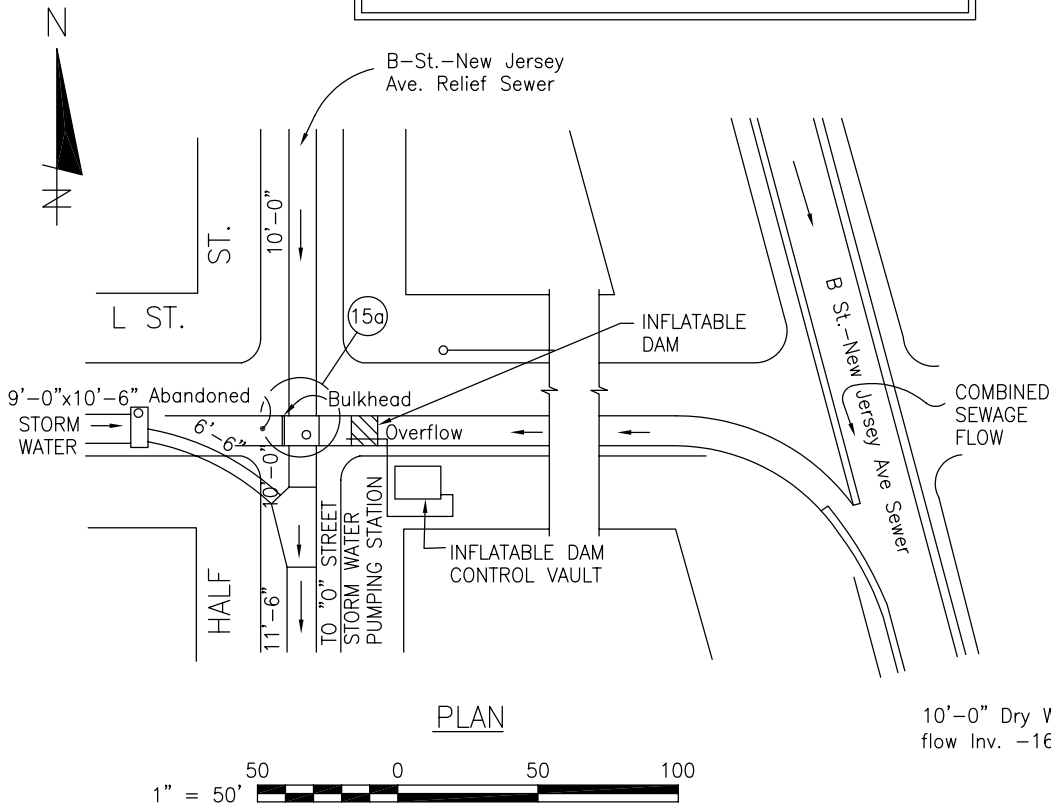 N
B-St.-New Jersey
Ave. Relief Sewer
10'-0"
ST.
L ST.
15a
INFLATABLE
DAM
9'-0"x10'-6" Abandoned
STORM
WATER
6'-6"
Bulkhead
Overflow
B St.-New Jersey Ave Sewer
COMBINED
SEWAGE
FLOW
10'-0"
HALF
11'-6"
TO "O" STREET
STORM WATER
PUMPING STATION
INFLATABLE DAM
CONTROL VAULT
N
PLAN
10'-0" Dry W
flow Inv. -16
1" = 50'
50 0 50 100